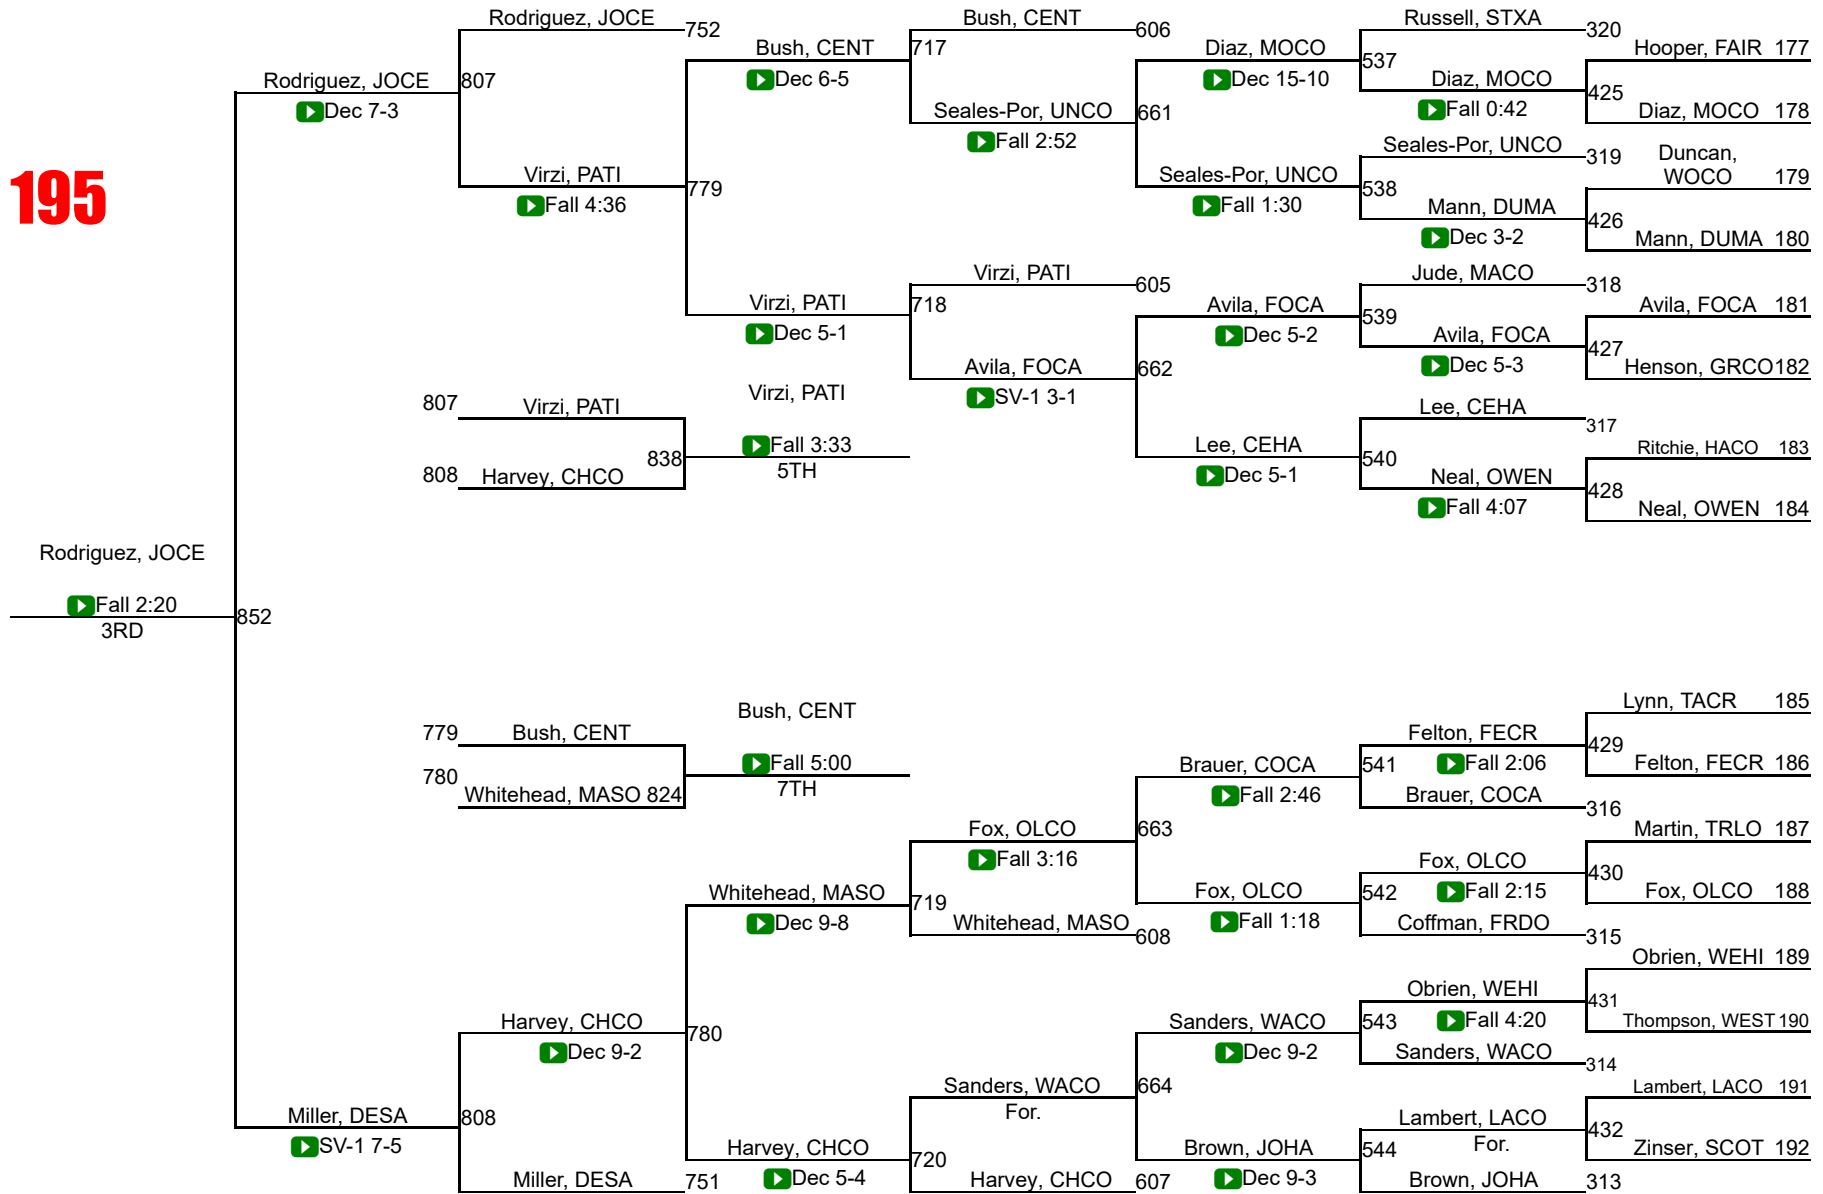 195
Rodriguez, JOCE
Fall 2:20
3RD
852
Rodriguez, JOCE
Dec 7-3
807
Miller, DESA
SV-1 7-5
808
Rodriguez, JOCE
752
Virzi, PATI
Fall 4:36
779
807
Virzi, PATI
808
Harvey, CHCO
838
Virzi, PATI
Fall 3:33
5TH
779
Bush, CENT
780
Whitehead, MASO 824
Bush, CENT
Fall 5:00
7TH
Harvey, CHCO
Dec 9-2
780
Miller, DESA
751
Bush, CENT
Dec 6-5
717
Virzi, PATI
Dec 5-1
718
Whitehead, MASO
Dec 9-8
719
Harvey, CHCO
Dec 5-4
720
Bush, CENT
606
Seales-Por, UNCO
Fall 2:52
661
Virzi, PATI
605
Avila, FOCA
SV-1 3-1
662
Fox, OLCO
Fall 3:16
663
Whitehead, MASO
608
Sanders, WACO
For.
664
Harvey, CHCO
607
Diaz, MOCO
Dec 15-10
537
Seales-Por, UNCO
Fall 1:30
538
Avila, FOCA
Dec 5-2
539
Lee, CEHA
Dec 5-1
540
Brauer, COCA
Fall 2:46
541
Fox, OLCO
Fall 1:18
542
Sanders, WACO
Dec 9-2
543
Brown, JOHA
Dec 9-3
544
Russell, STXA
320
Diaz, MOCO
Fall 0:42
425
Seales-Por, UNCO
319
Mann, DUMA
Dec 3-2
426
Jude, MACO
318
Avila, FOCA
Dec 5-3
427
Lee, CEHA
317
Neal, OWEN
Fall 4:07
428
Felton, FECR
Fall 2:06
429
Brauer, COCA
316
Fox, OLCO
Fall 2:15
430
Coffman, FRDO
315
Obrien, WEHI
Fall 4:20
431
Sanders, WACO
314
Lambert, LACO
For.
432
Brown, JOHA
313
Hooper, FAIR 177
Diaz, MOCO 178
Duncan,
WOCO 179
Mann, DUMA 180
Avila, FOCA 181
Henson, GRCO 182
Ritchie, HACO 183
Neal, OWEN 184
Lynn, TACR 185
Felton, FECR 186
Martin, TRLO 187
Fox, OLCO 188
Obrien, WEHI 189
Thompson, WEST 190
Lambert, LACO 191
Zinser, SCOT 192